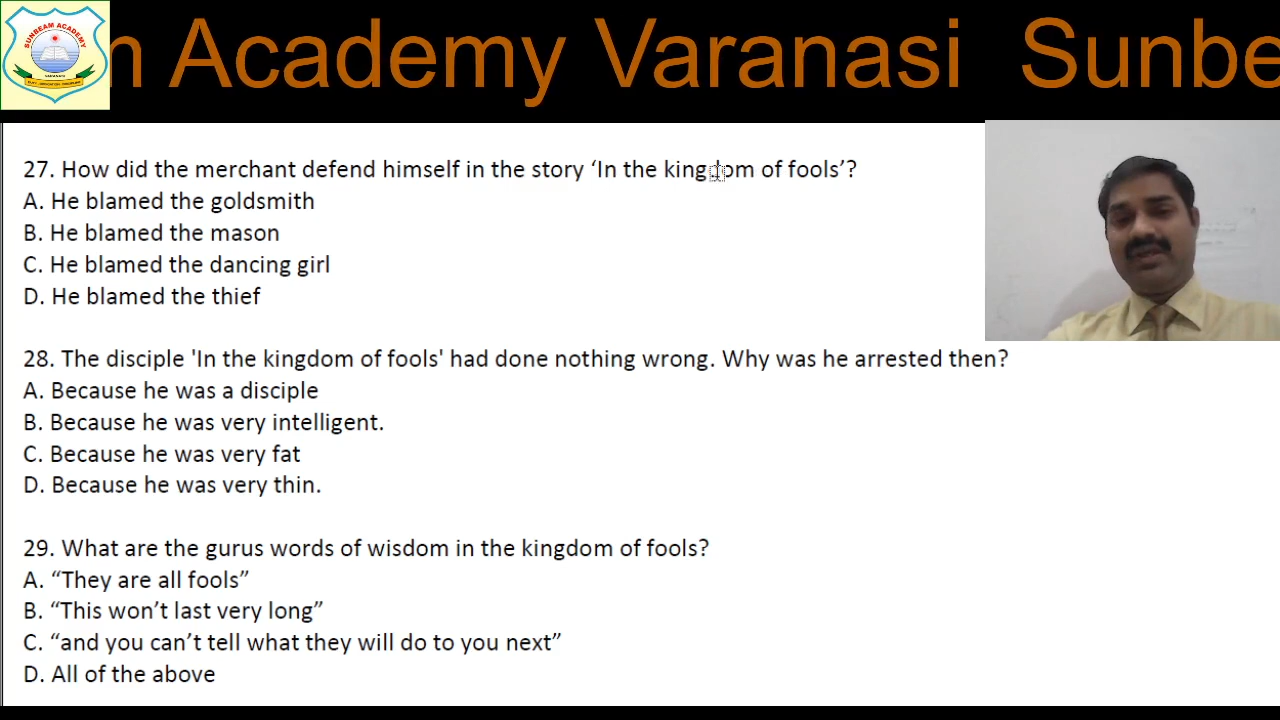 m Academy Varanasi Sunbe
SUNBEAM ACADEMY
VARANASI
27. How did the merchant defend himself in the story ‘In the kingdom of fools’?
A. He blamed the goldsmith
B. He blamed the mason
C. He blamed the dancing girl
D. He blamed the thief
28. The disciple 'In the kingdom of fools' had done nothing wrong. Why was he arrested then?
A. Because he was a disciple
B. Because he was very intelligent.
C. Because he was very fat
D. Because he was very thin.
29. What are the gurus words of wisdom in the kingdom of fools?
A. “They are all fools”
B. “This won’t last very long”
C. “and you can’t tell what they will do to you next”
D. All of the above